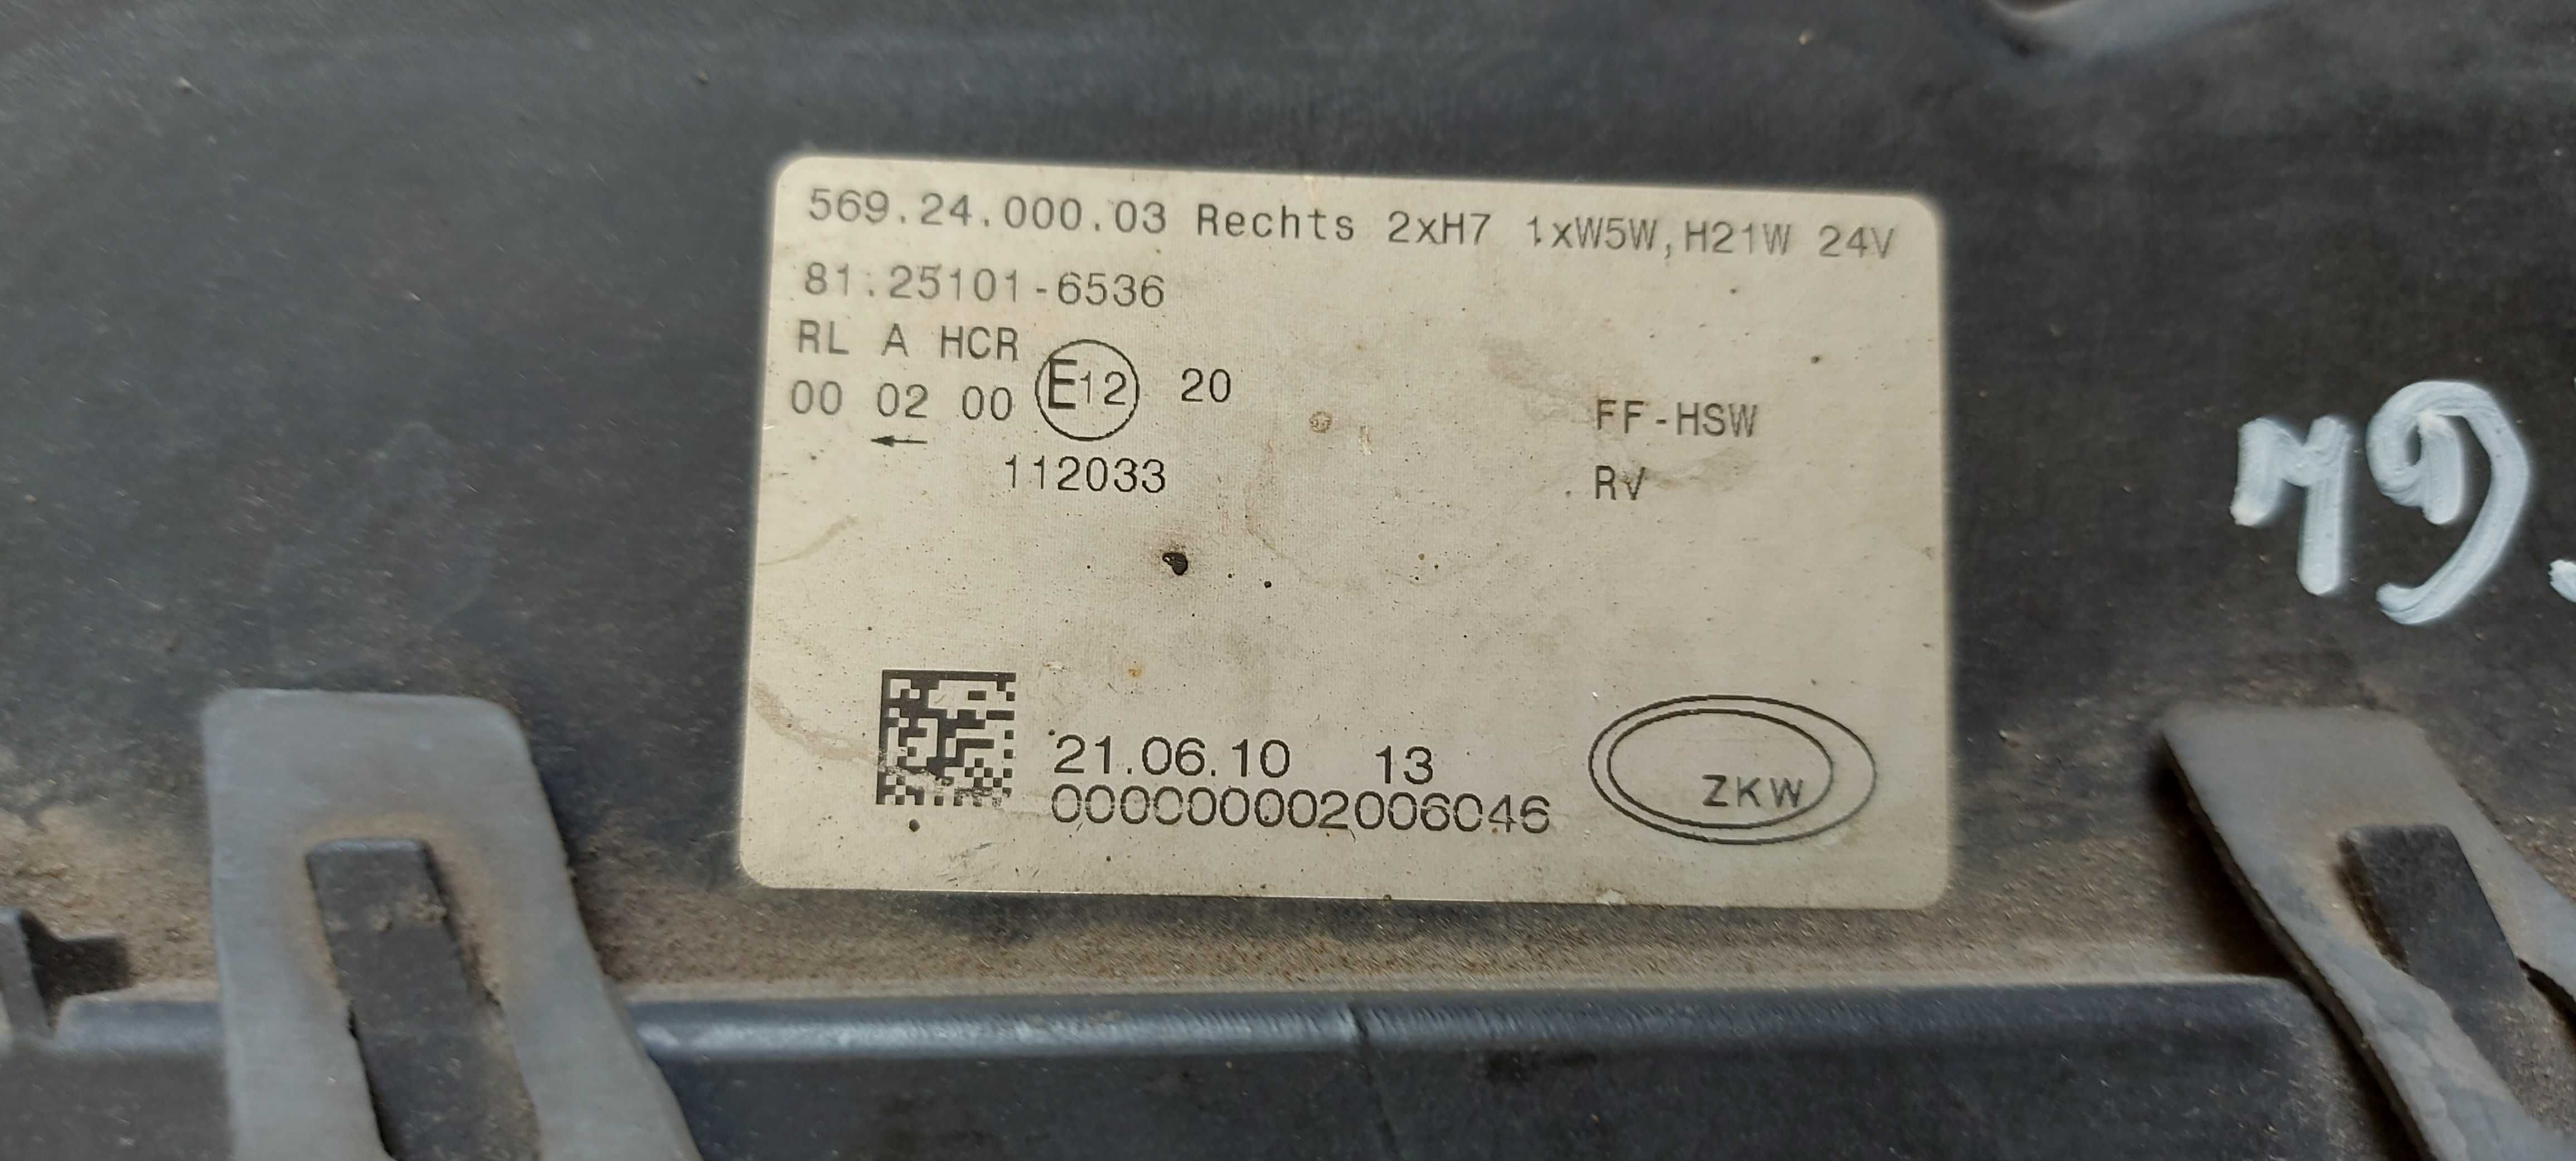 569.24.000.03 Rechts 2xH7 1xW5W,H21W 24V
81.25101-6536
RL A HCR
00 02 00 E12 20
←
112033
FF-HSW
RV
21.06.10 13
000000002006046
ZKW